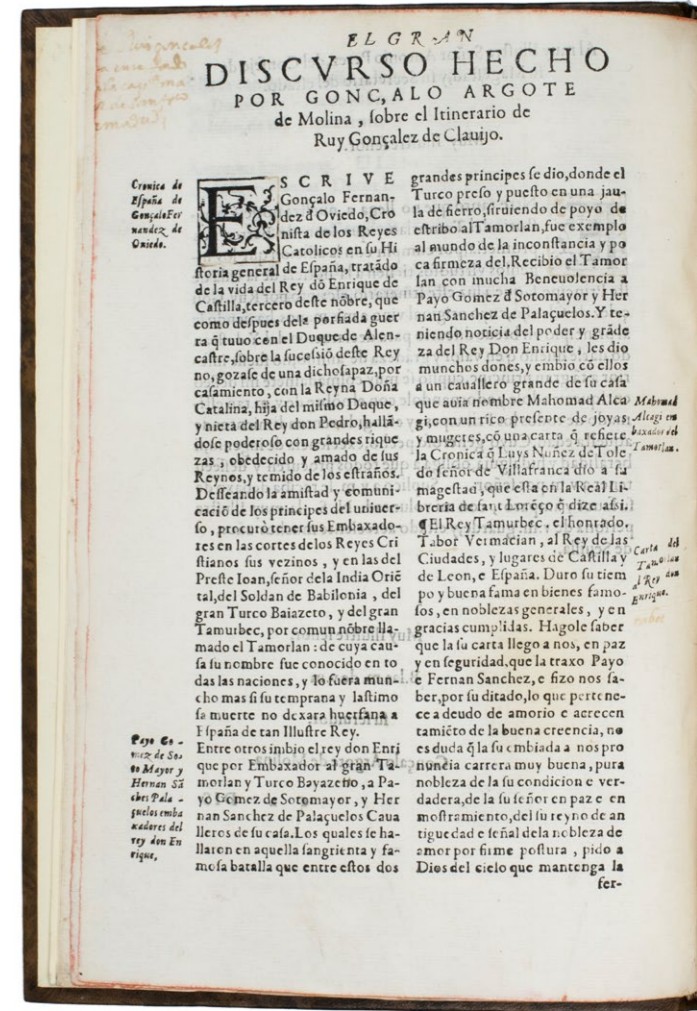 EL GRAN
DISCVRSO HECHO
POR GONC,ALO ARGOTE
de Molina, ſobre el Itinerario de
Ruy Gonçalez de Clauijo.
Cronica de
Eſpaña de
Gonçalo Fer
nandez de
Ouiedo.
ESCRIVE
Gonçalo Fernan-
dez đ Ouiedo, Cro
niſta de los Reyes
Catolicos en ſu Hi
ſtoria general de Eſpaña, tratãdo
de la vida del Rey dõ Enrique de
Caſtilla, tercero deſte nõbre, que
como deſpues dela porfiada guer
ra q̃ tuuo con el Duque de Alen-
caſtre, ſobre la ſuceſsiõ deſte Rey
no, gozaſe de una dichoſa paz, por
caſamiento, con la Reyna Doña
Catalina, hija del miſmo Duque,
y nieta del Rey don Pedro, hallã-
doſe poderoſo con grandes rique
zas, obedecido y amado de ſus
Reynos, y temido de los eſtraños.
Deſſeando la amiſtad y comuni-
caciõ de los principes del uniuer-
ſo, procurò tener ſus Embaxado-
res en las cortes delos Reyes Cri
ſtianos ſus vezinos, y en las del
Preſte Ioan, ſeñor dela India Oriẽ
tal, del Soldan de Babilonia, del
gran Turco Baiazeto, y del gran
Tamurbec, por comun nõbre lla-
mado el Tamorlan: de cuya cau-
ſa ſu nombre fue conocido en to
das las naciones, y lo fuera mun-
cho mas ſi ſu temprana y laſtimo
ſa muerte no dexara huerfana a
Eſpaña de tan Illuſtre Rey.
Entre otros imbio el rey don Enri
que por Embaxador al gran Ta-
morlan y Turco Bayazeto, a Pa-
yo Gomez de Sotomayor, y Her
nan Sanchez de Palaçuelos Caua
lleros de ſu caſa. Los quales ſe ha-
llaron en aquella ſangrienta y fa-
moſa batalla que entre eſtos dos
Payo Go-
mez de So-
to Mayor y
Hernan Sã
ches Pala-
çuelos emba
xadores del
rey don En
rique,
grandes principes ſe dio, donde el
Turco preſo y pueſto en una jau-
la de fierro, ſiruiendo de poyo de
eſtribo al Tamorlan, fue exemplo
al mundo de la inconſtancia y po
ca firmeza del. Recibio el Tamor
lan con mucha Beneuolencia à
Payo Gomez đ Sotomayor y Her
nan Sanchez de Palaçuelos. Y te-
niendo noticia del poder y grãde
za del Rey Don Enrique, les dio
munchos dones, y embio cõ ellos
a un cauallero grande de ſu caſa
que auia nombre Mahomad Alca
gi, con un rico preſente de joyas
y mugeres, cõ una carta q̃ refiere
la Cronica q̃ Luys Nuñez de Tole
do ſeñor de Villafranca dio a ſu
mageſtad, que eſta en la Real Li-
breria de ſant Lorẽço q̃ dize aſſi.
¶ El Rey Tamurbec, el honrado,
Tabor Vermacian, al Rey de las
Ciudades, y lugares de Caſtilla y
de Leon, e Eſpaña. Duro ſu tiem
po y buena fama en bienes famo-
ſos, en noblezas generales, y en
gracias cumplidas. Hagole ſaber
que la ſu carta llego a nos, en paz
y en ſeguridad, que la traxo Payo
e Fernan Sanchez, e fizo nos ſa-
ber, por ſu ditado, lo que pertene-
ce a deudo de amorio e acrecen
tamiẽto de la buena creencia, no
es duda q̃ la ſu embiada a nos pro
nuncia carrera muy buena, pura
nobleza de la ſu condicion e ver-
dadera, de la ſu ſeñor en paz e en
moſtramiento, del ſu reyno de an
tiguedad e ſeñal dela nobleza de
amor por firme poſtura, pido a
Dios del cielo que mantenga la
fer-
Mahomad
Alcagi em
baxador del
Tamorlan.
Carta del
Tamorlan
al Rey don
Enrique.